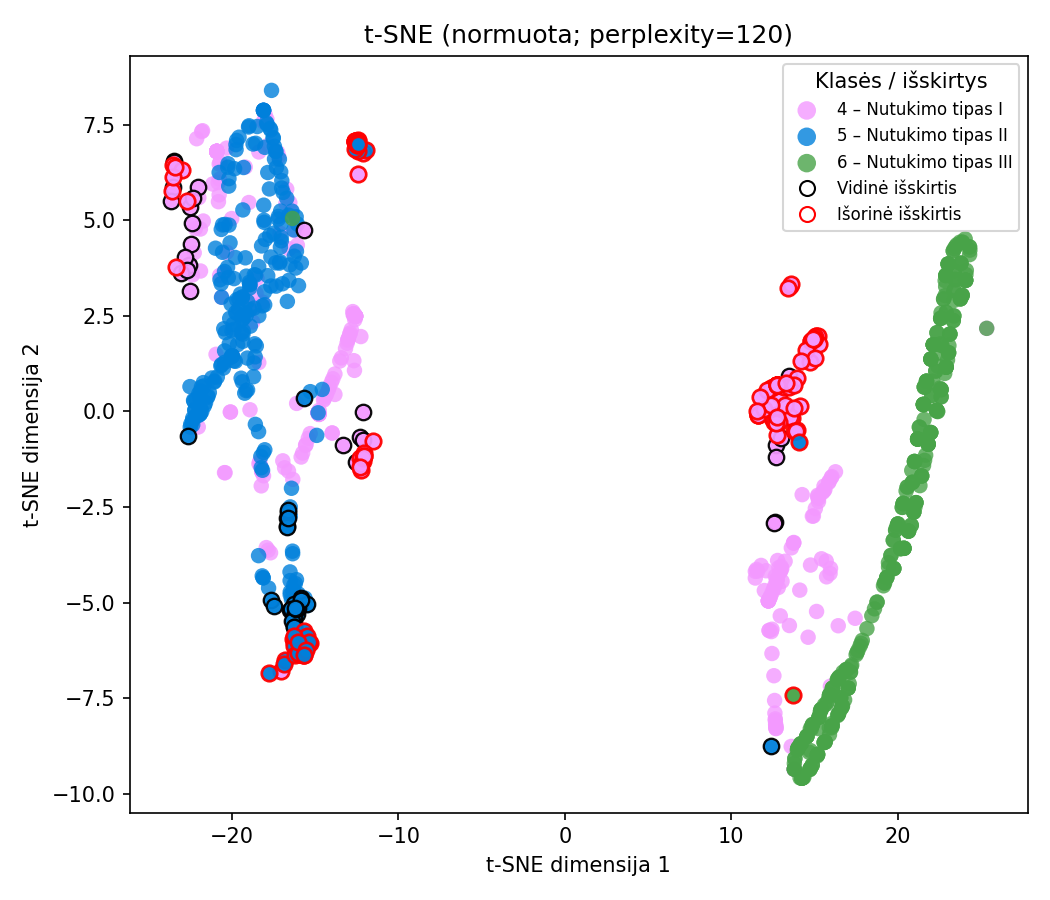 t-SNE (normuota; perplexity=120)
Klasės / išskirtys
4 – Nutukimo tipas I
5 – Nutukimo tipas II
6 – Nutukimo tipas III
Vidinė išskirtis
Išorinė išskirtis
7.5
5.0
2.5
0.0
−2.5
−5.0
−7.5
−10.0
t-SNE dimensija 2
−20
−10
0
10
20
t-SNE dimensija 1